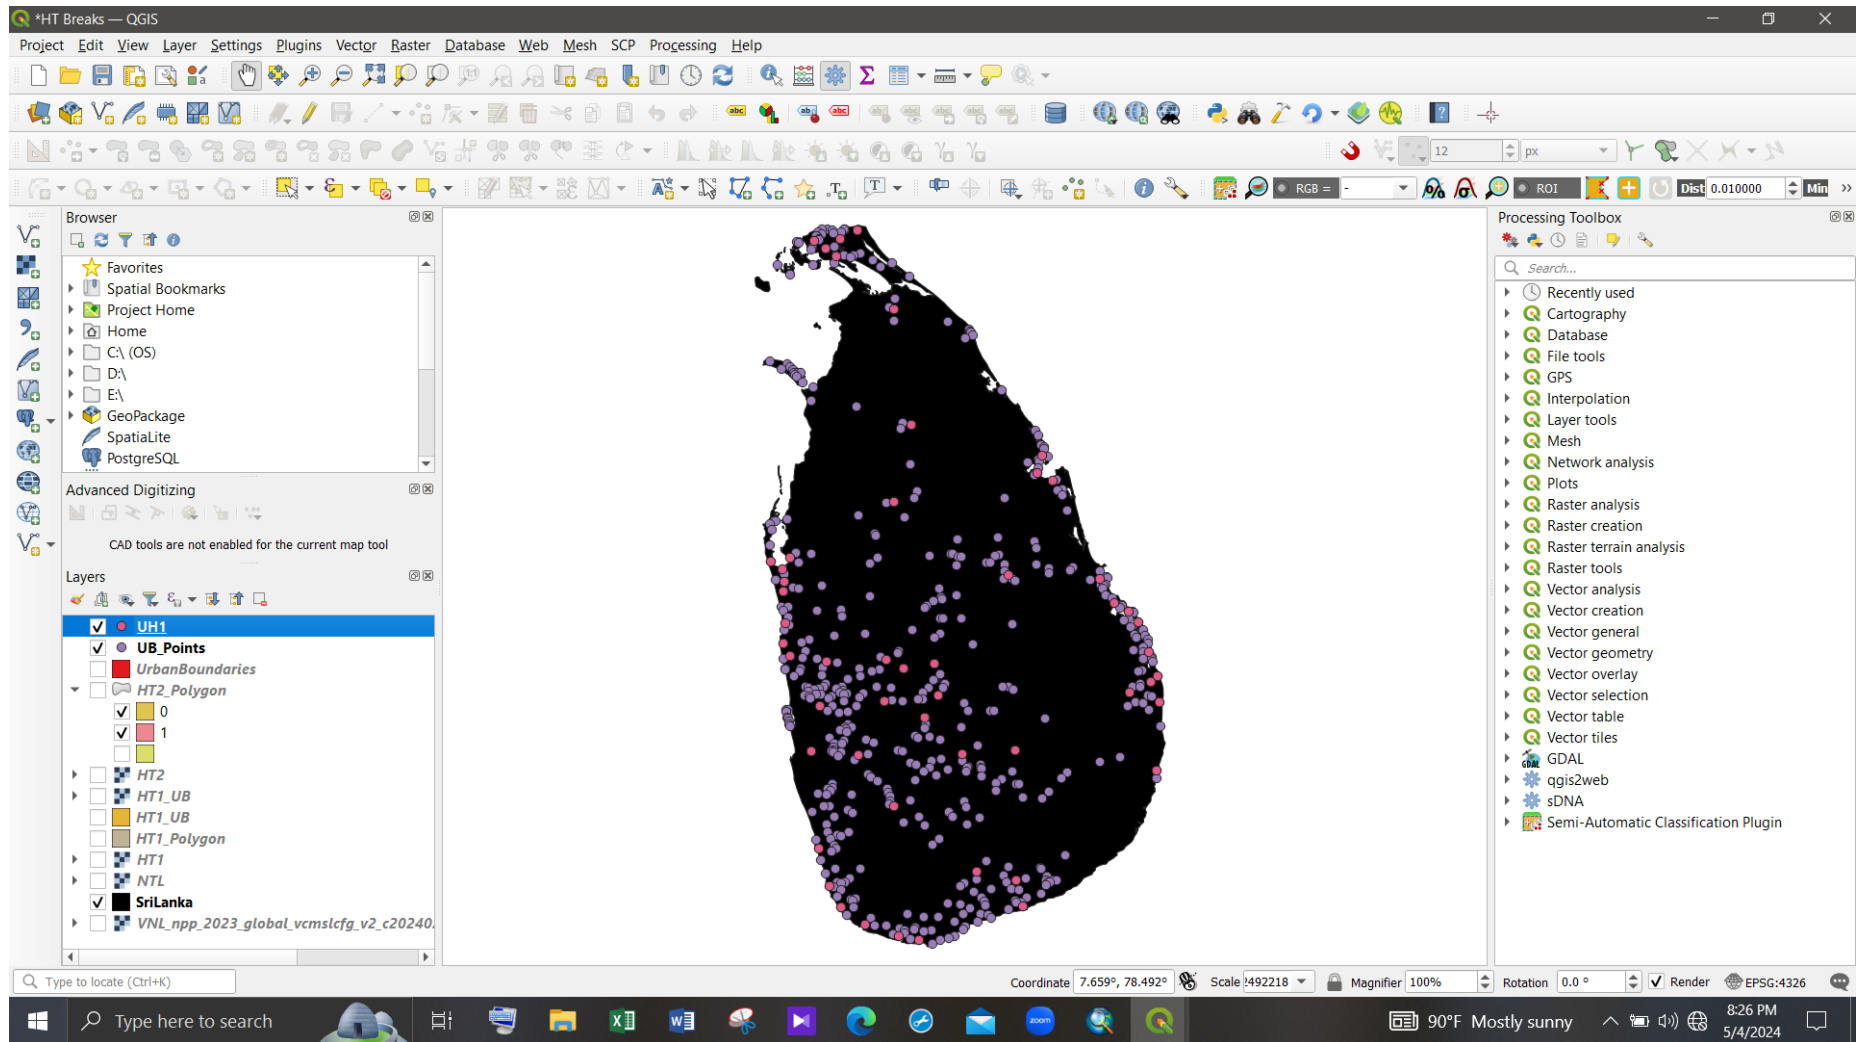 *HT Breaks — QGIS
Project Edit View Layer Settings Plugins Vector Raster Database Web Mesh SCP Processing Help
12 px
RGB = - ROI Dist 0.010000 Min
Browser
Favorites
Spatial Bookmarks
Project Home
Home
C:\ (OS)
D:\
E:\
GeoPackage
SpatiaLite
PostgreSQL
Advanced Digitizing
CAD tools are not enabled for the current map tool
Layers
UH1
UB_Points
UrbanBoundaries
HT2_Polygon
0
1
HT2
HT1_UB
HT1_UB
HT1_Polygon
HT1
NTL
SriLanka
VNL_npp_2023_global_vcmslcfg_v2_c20240.
Processing Toolbox
Search...
Recently used
Cartography
Database
File tools
GPS
Interpolation
Layer tools
Mesh
Network analysis
Plots
Raster analysis
Raster creation
Raster terrain analysis
Raster tools
Vector analysis
Vector creation
Vector general
Vector geometry
Vector overlay
Vector selection
Vector table
Vector tiles
GDAL
qgis2web
sDNA
Semi-Automatic Classification Plugin
Type to locate (Ctrl+K)
Coordinate 7.659°, 78.492° Scale 492218 Magnifier 100% Rotation 0.0 ° Render EPSG:4326
Type here to search
90°F Mostly sunny
8:26 PM
5/4/2024